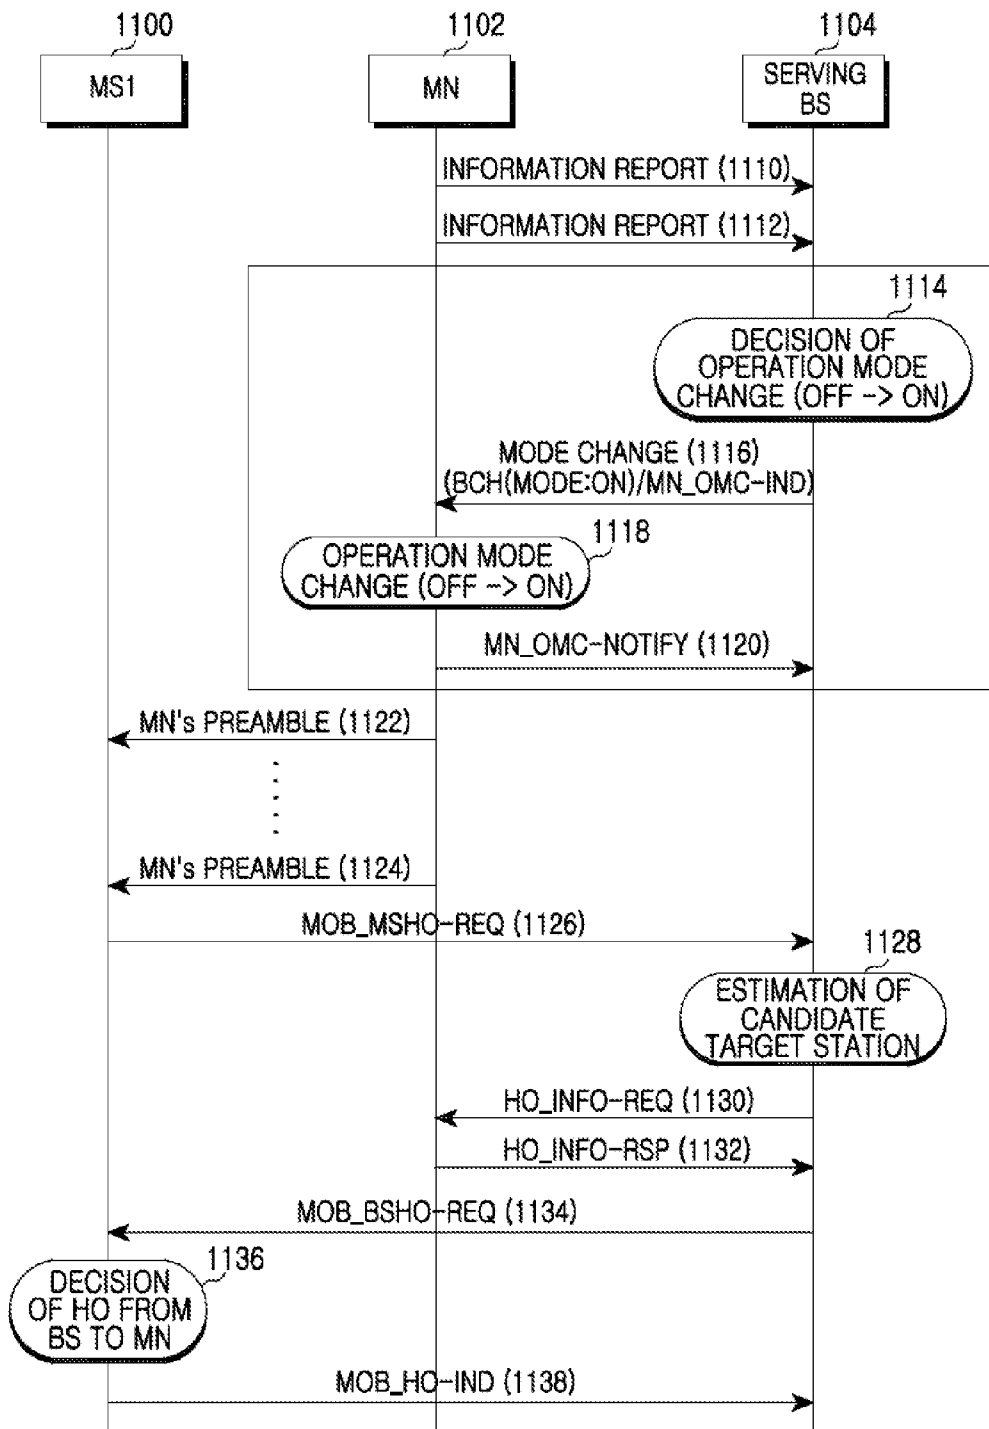 1100
1102
1104
MS1
MN
SERVING
BS
INFORMATION REPORT (1110)
INFORMATION REPORT (1112)
1114
DECISION OF
OPERATION MODE
CHANGE (OFF -> ON)
MODE CHANGE (1116)
(BCH(MODE:ON)/MN_OMC-IND)
1118
OPERATION MODE
CHANGE (OFF -> ON)
MN_OMC-NOTIFY (1120)
MN's PREAMBLE (1122)
MN's PREAMBLE (1124)
MOB_MSHO-REQ (1126)
1128
ESTIMATION OF
CANDIDATE
TARGET STATION
HO_INFO-REQ (1130)
HO_INFO-RSP (1132)
MOB_BSHO-REQ (1134)
1136
DECISION
OF HO FROM
BS TO MN
MOB_HO-IND (1138)